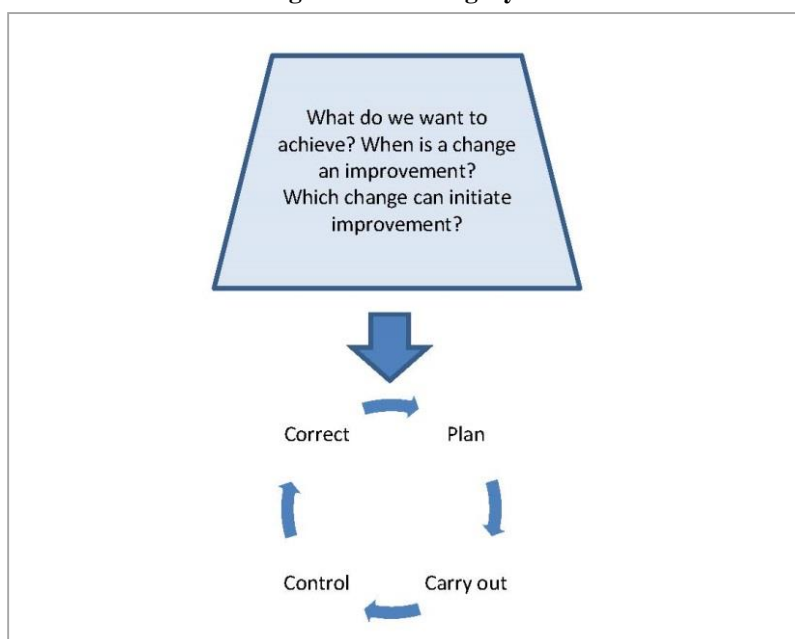 What do we want to
achieve? When is a change
an improvement?
Which change can initiate
improvement?
Correct
Plan
Control
Carry out